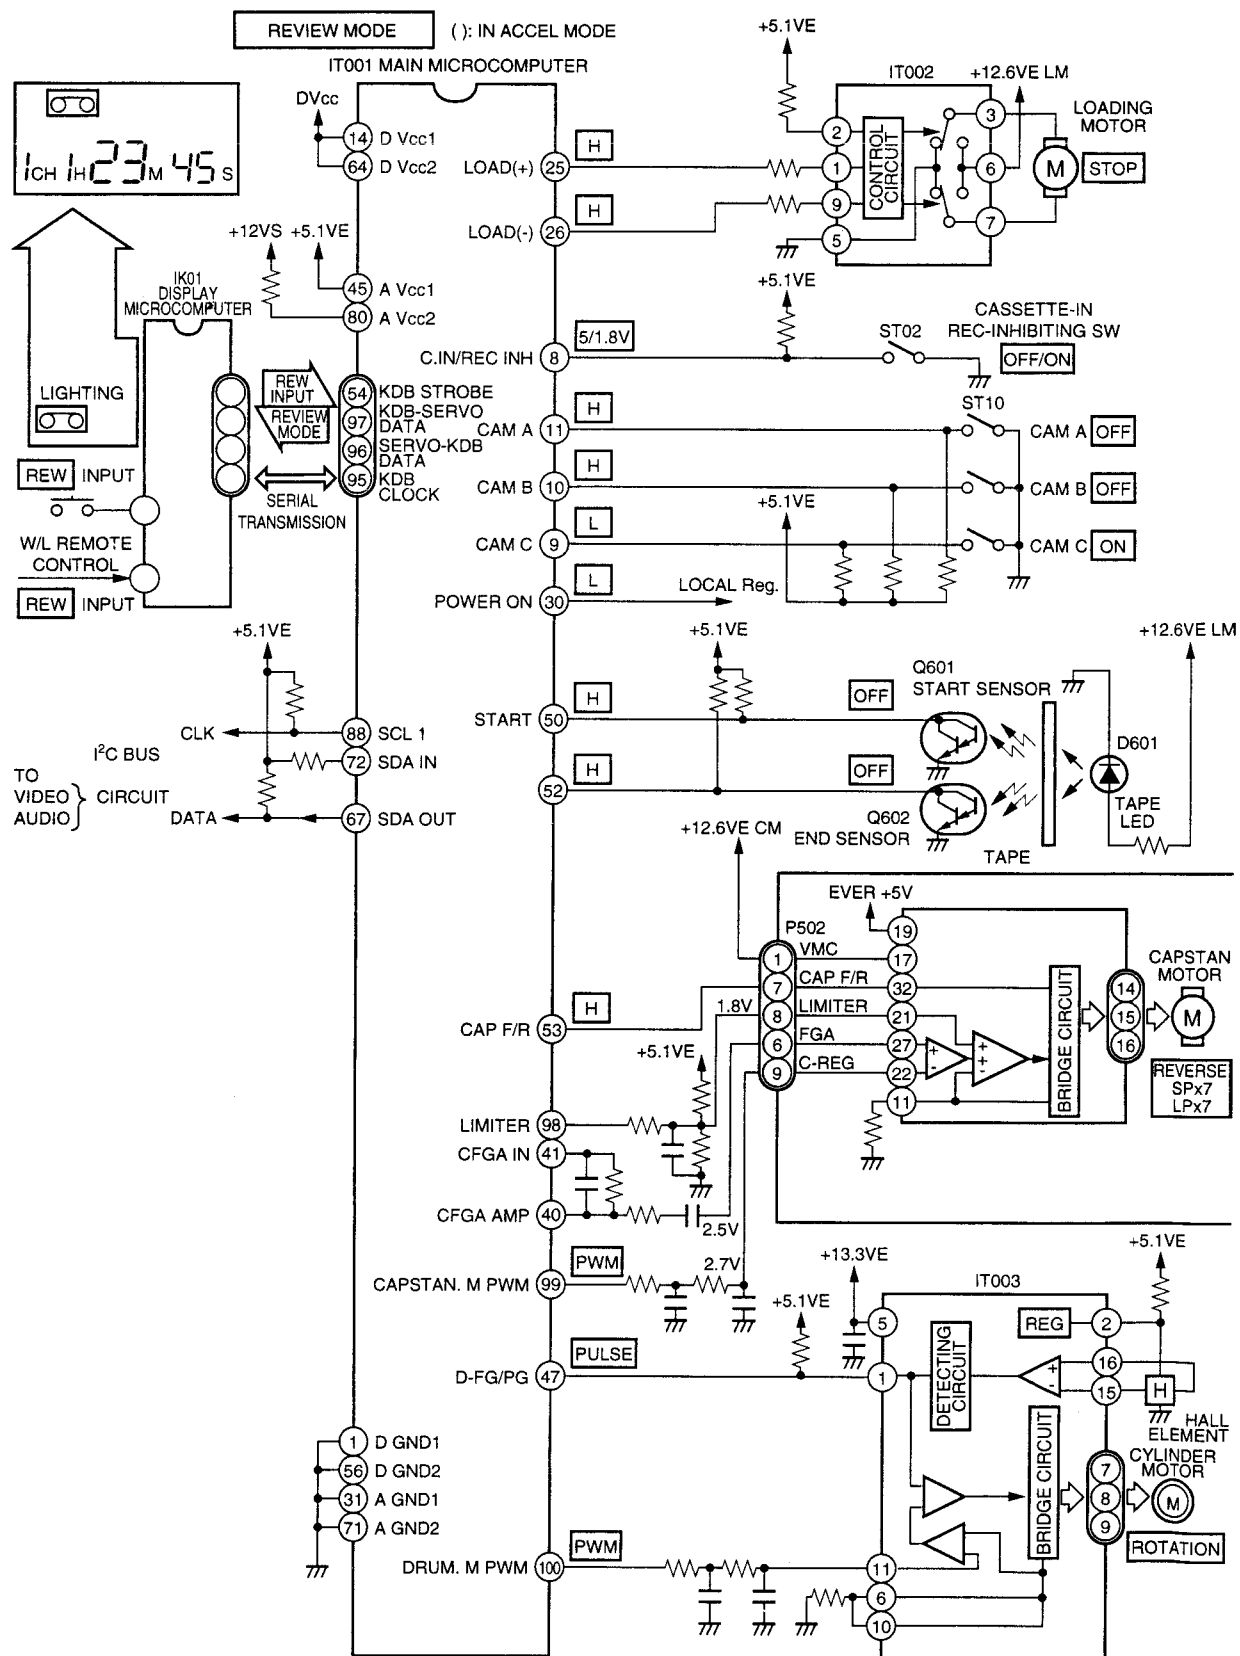 REVIEW MODE
( ): IN ACCEL MODE
IT001 MAIN MICROCOMPUTER
1CH 1H 23M 45S
DVcc
14 D Vcc1
64 D Vcc2
+12VS +5.1VE
45 A Vcc1
80 A Vcc2
IK01
DISPLAY
MICROCOMPUTER
LIGHTING
REW
INPUT
REVIEW
MODE
SERIAL
TRANSMISSION
54 KDB STROBE
97 KDB-SERVO
DATA
96 SERVO-KDB
DATA
95 KDB
CLOCK
REW INPUT
W/L REMOTE
CONTROL
REW INPUT
+5.1VE
CLK
88 SCL 1
I²C BUS
72 SDA IN
TO
VIDEO
AUDIO
CIRCUIT
DATA
67 SDA OUT
1 D GND1
56 D GND2
31 A GND1
71 A GND2
LOAD(+) 25 H
LOAD(-) 26 H
+5.1VE
IT002
+12.6VE LM
2
1
9
5
CONTROL
CIRCUIT
3
6
7
LOADING
MOTOR
M
STOP
+5.1VE
C.IN/REC INH 8 5/1.8V
ST02
CASSETTE-IN
REC-INHIBITING SW
OFF/ON
ST10
CAM A 11 H
CAM A OFF
CAM B 10 H
CAM B OFF
+5.1VE
CAM C 9 L
CAM C ON
POWER ON 30 L
LOCAL Reg.
+5.1VE
+12.6VE LM
START 50 H
OFF
Q601
START SENSOR
52 H
OFF
Q602
END SENSOR
TAPE
D601
TAPE
LED
+12.6VE CM
EVER +5V
P502
19
1 VMC 17
7 CAP F/R 32
8 LIMITER 21
6 FGA 27
9 C-REG 22
11
+
-
+
+
-
BRIDGE CIRCUIT
14
15
16
CAPSTAN
MOTOR
M
REVERSE
SPx7
LPx7
CAP F/R 53 H
1.8V
+5.1VE
LIMITER 98
CFGA IN 41
CFGA AMP 40
2.5V
CAPSTAN. M PWM 99 PWM
2.7V
+5.1VE
D-FG/PG 47 PULSE
+13.3VE
IT003
+5.1VE
5
1
DETECTING
CIRCUIT
REG 2
16
15
+
-
H
HALL
ELEMENT
BRIDGE CIRCUIT
7
8
9
CYLINDER
MOTOR
M
ROTATION
DRUM. M PWM 100 PWM
11
6
10